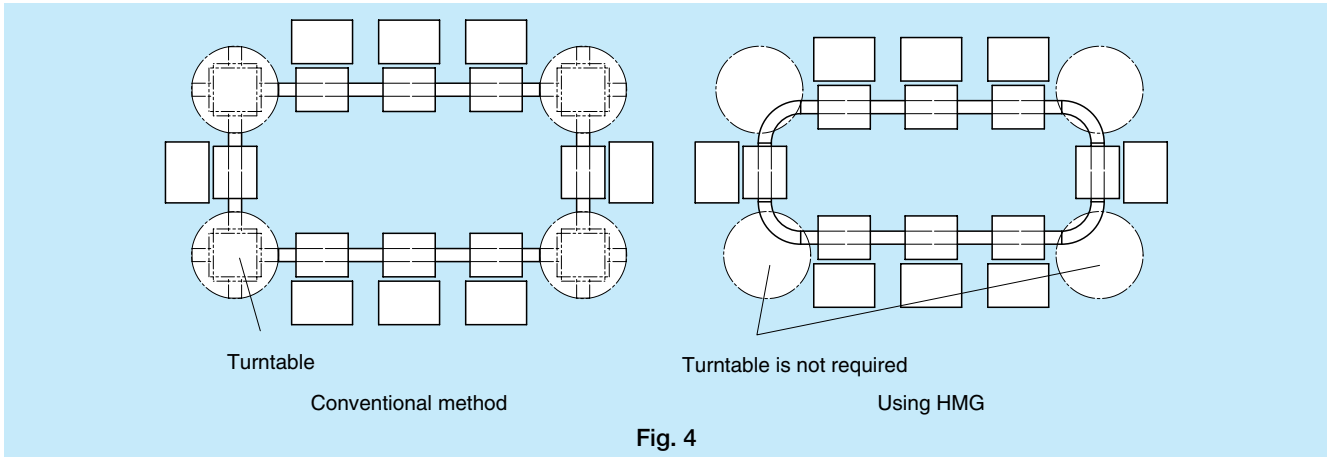 Turntable
Turntable is not required
Conventional method
Using HMG
Fig. 4